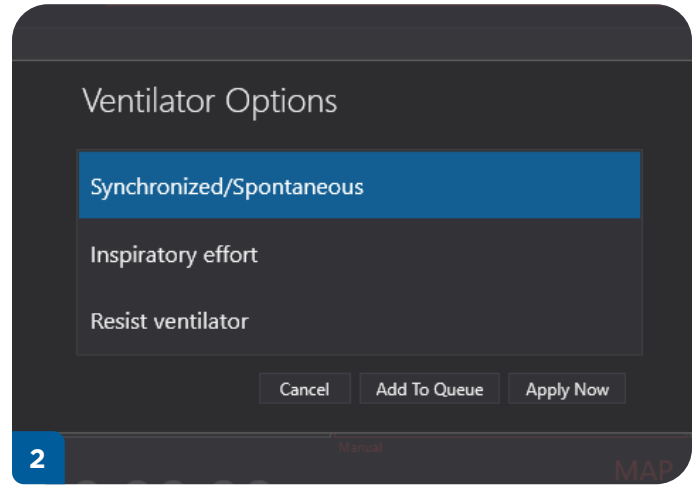 Ventilator Options
Synchronized/Spontaneous
Inspiratory effort
Resist ventilator
Cancel Add To Queue Apply Now
2
Manual
MAP